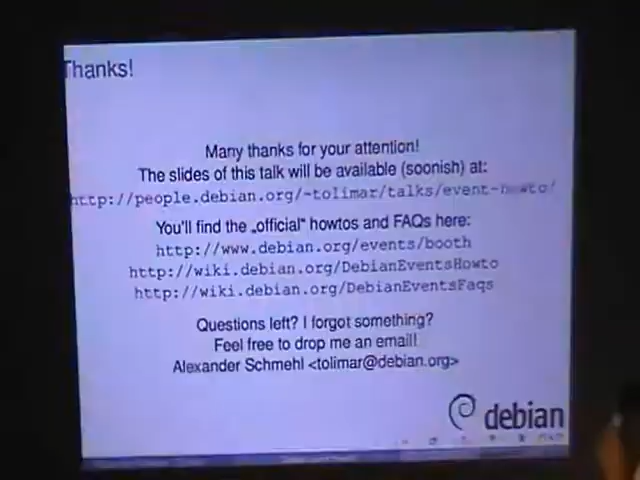 Thanks!
Many thanks for your attention!
The slides of this talk will be available (soonish) at:
http://people.debian.org/~tolimar/talks/event-howto/
You'll find the „official“ howtos and FAQs here:
http://www.debian.org/events/booth
http://wiki.debian.org/DebianEventsHowto
http://wiki.debian.org/DebianEventsFaqs
Questions left? I forgot something?
Feel free to drop me an email!
Alexander Schmehl <tolimar@debian.org>
debian